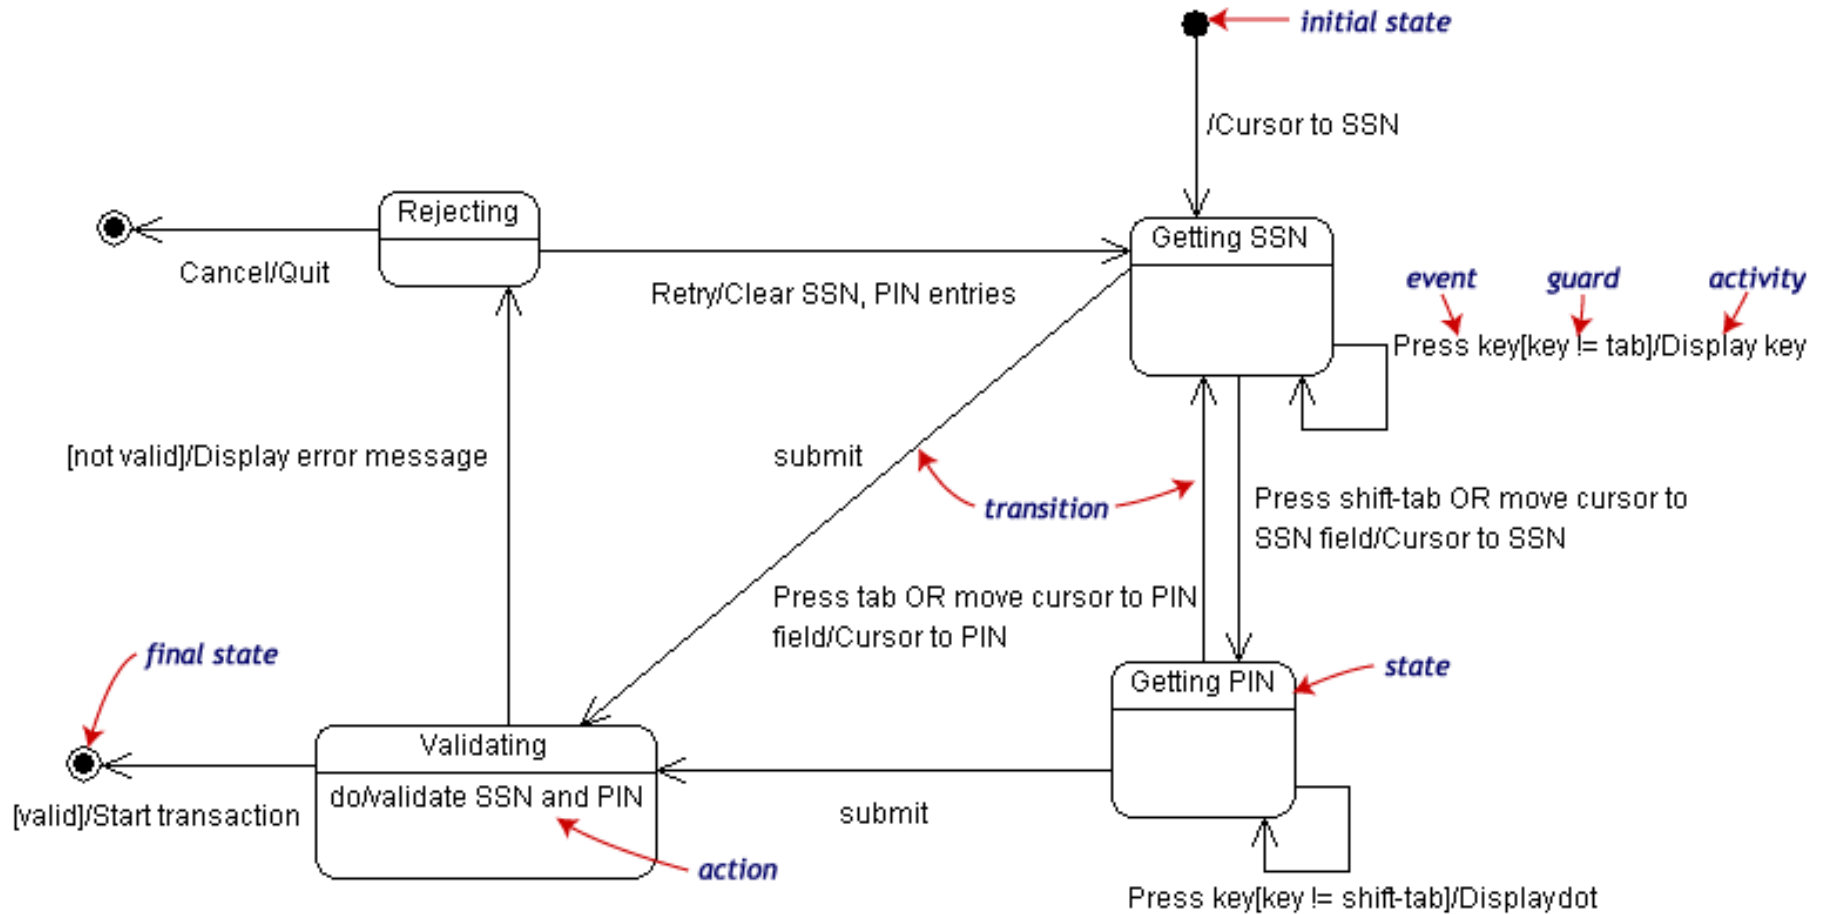 initial state
/Cursor to SSN
Rejecting
Getting SSN
Cancel/Quit
Retry/Clear SSN, PIN entries
event
guard
activity
Press key[key != tab]/Display key
[not valid]/Display error message
submit
transition
Press shift-tab OR move cursor to
SSN field/Cursor to SSN
Press tab OR move cursor to PIN
field/Cursor to PIN
final state
state
Getting PIN
Validating
do/validate SSN and PIN
[valid]/Start transaction
submit
action
Press key[key != shift-tab]/Displaydot